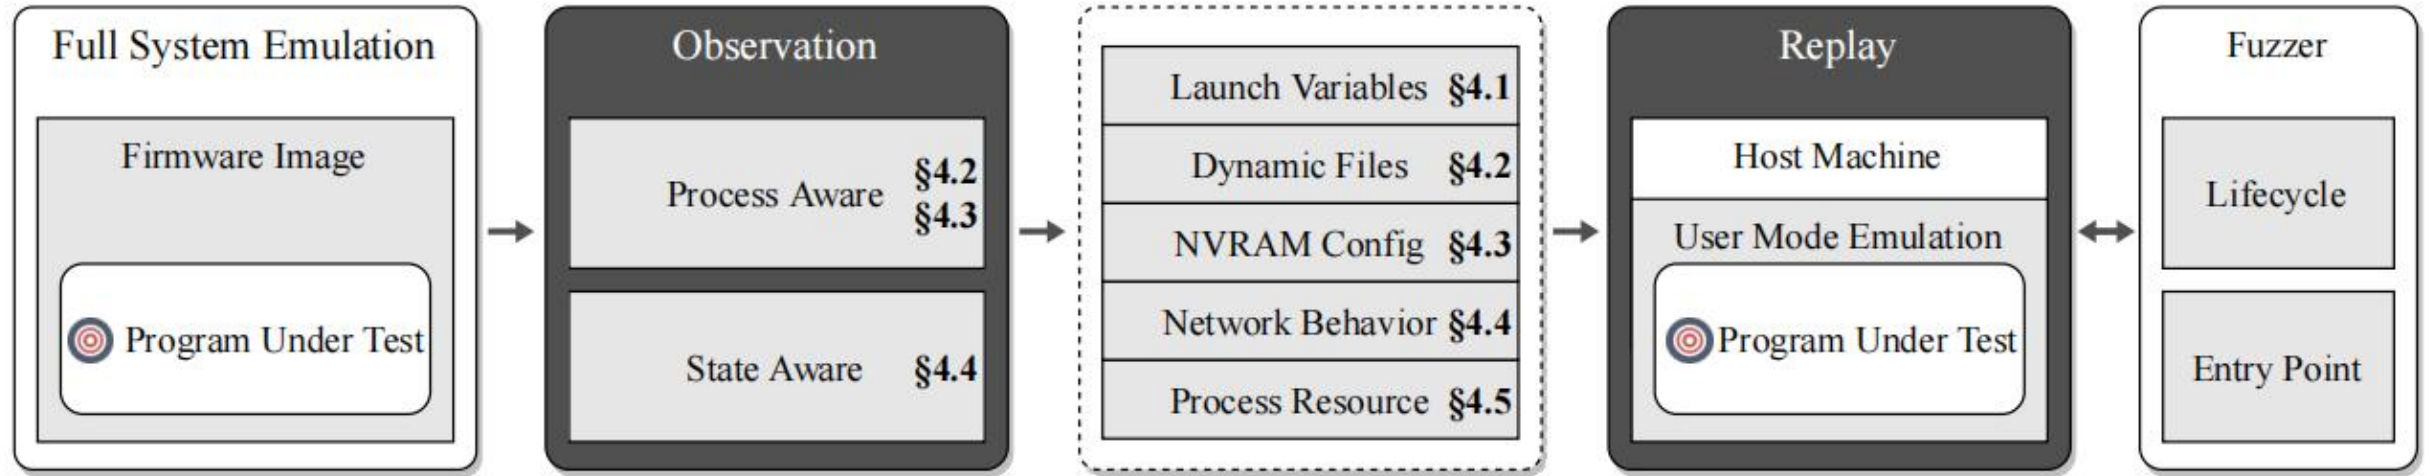 Full System Emulation
Firmware Image
Program Under Test
Observation
Process Aware
§4.2
§4.3
State Aware §4.4
Launch Variables §4.1
Dynamic Files §4.2
NVRAM Config §4.3
Network Behavior §4.4
Process Resource §4.5
Replay
Host Machine
User Mode Emulation
Program Under Test
Fuzzer
Lifecycle
Entry Point